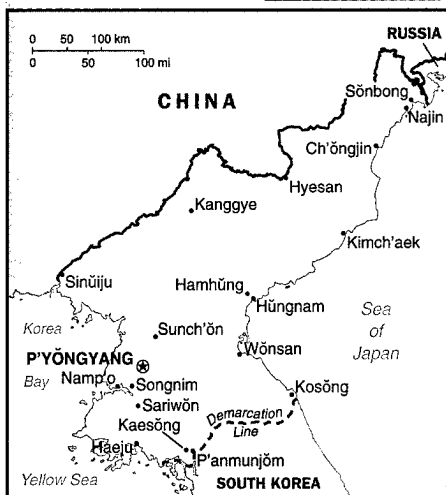 RUSSIA
0 50 100 km
0 50 100 mi
CHINA
Sŏnbong
Najin
Ch'ŏngjin
Hyesan
Kanggye
Kimch'aek
Sinŭiju
Hamhŭng
Hŭngnam
Sea
of
Japan
Korea
Bay
Sunch'ŏn
P'YŎNGYANG
Wŏnsan
Namp'o
Songnim
Kosŏng
Sariwŏn
Demarcation
Line
Kaesŏng
Haeju
P'anmunjŏm
Yellow Sea
SOUTH KOREA